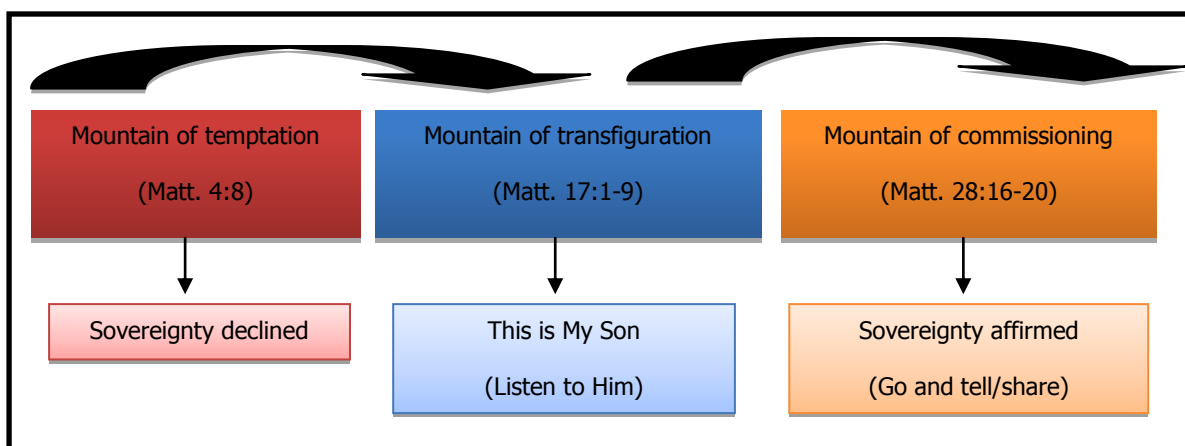 Mountain of temptation
(Matt. 4:8)
Mountain of transfiguration
(Matt. 17:1-9)
Mountain of commissioning
(Matt. 28:16-20)
Sovereignty declined
This is My Son
(Listen to Him)
Sovereignty affirmed
(Go and tell/share)